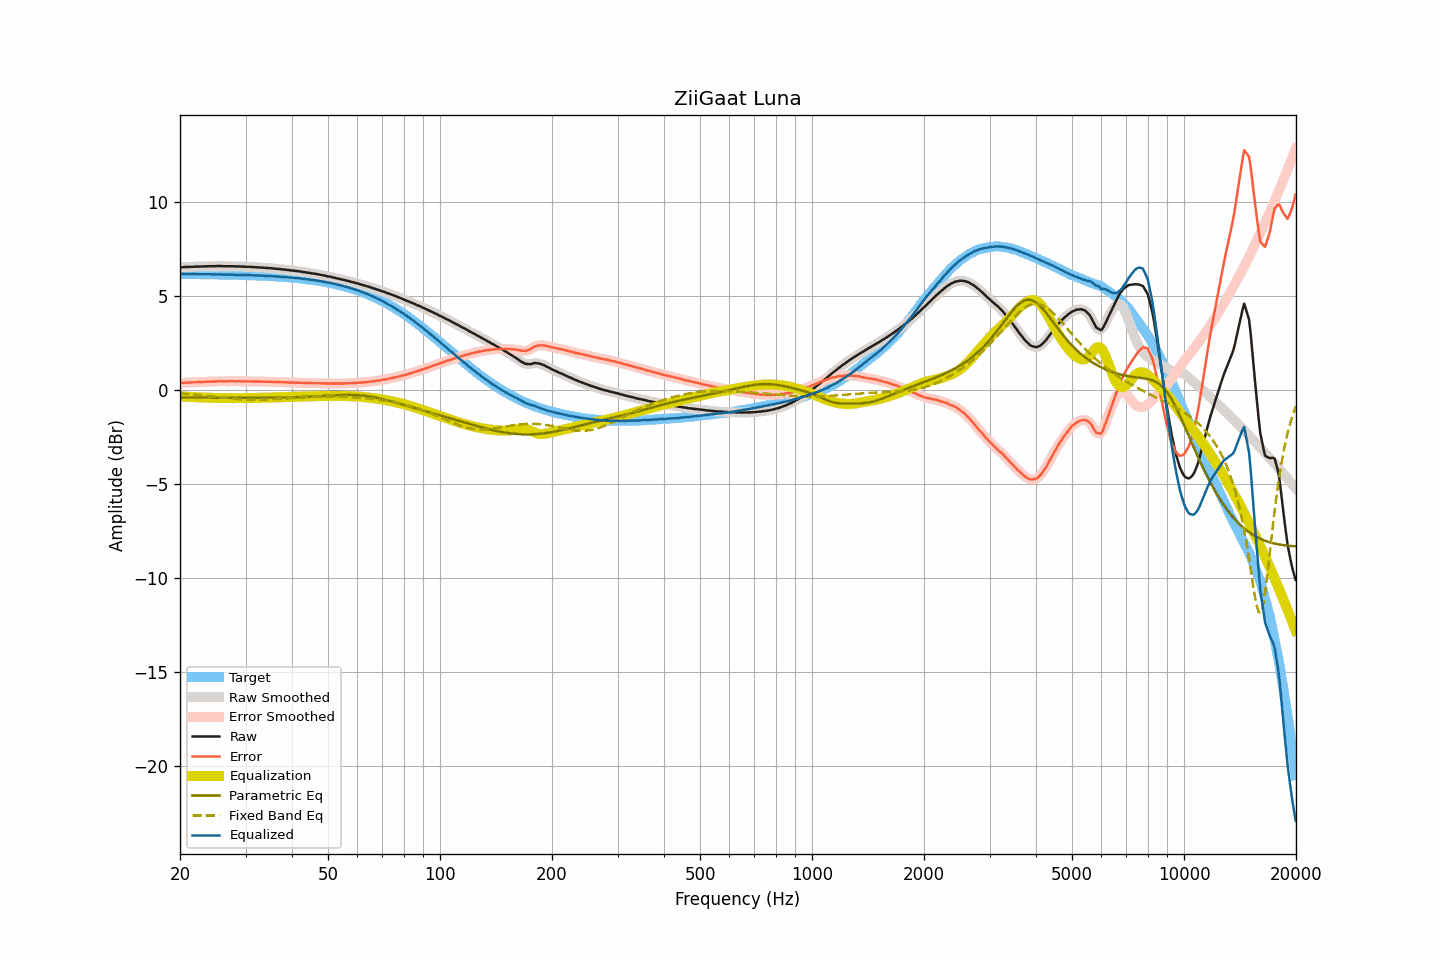 ZiiGaat Luna
Amplitude (dBr)
10
5
0
−5
−10
−15
−20
Target
Raw Smoothed
Error Smoothed
Raw
Error
Equalization
Parametric Eq
Fixed Band Eq
Equalized
20 50 100 200 500 1000 2000 5000 10000 20000
Frequency (Hz)